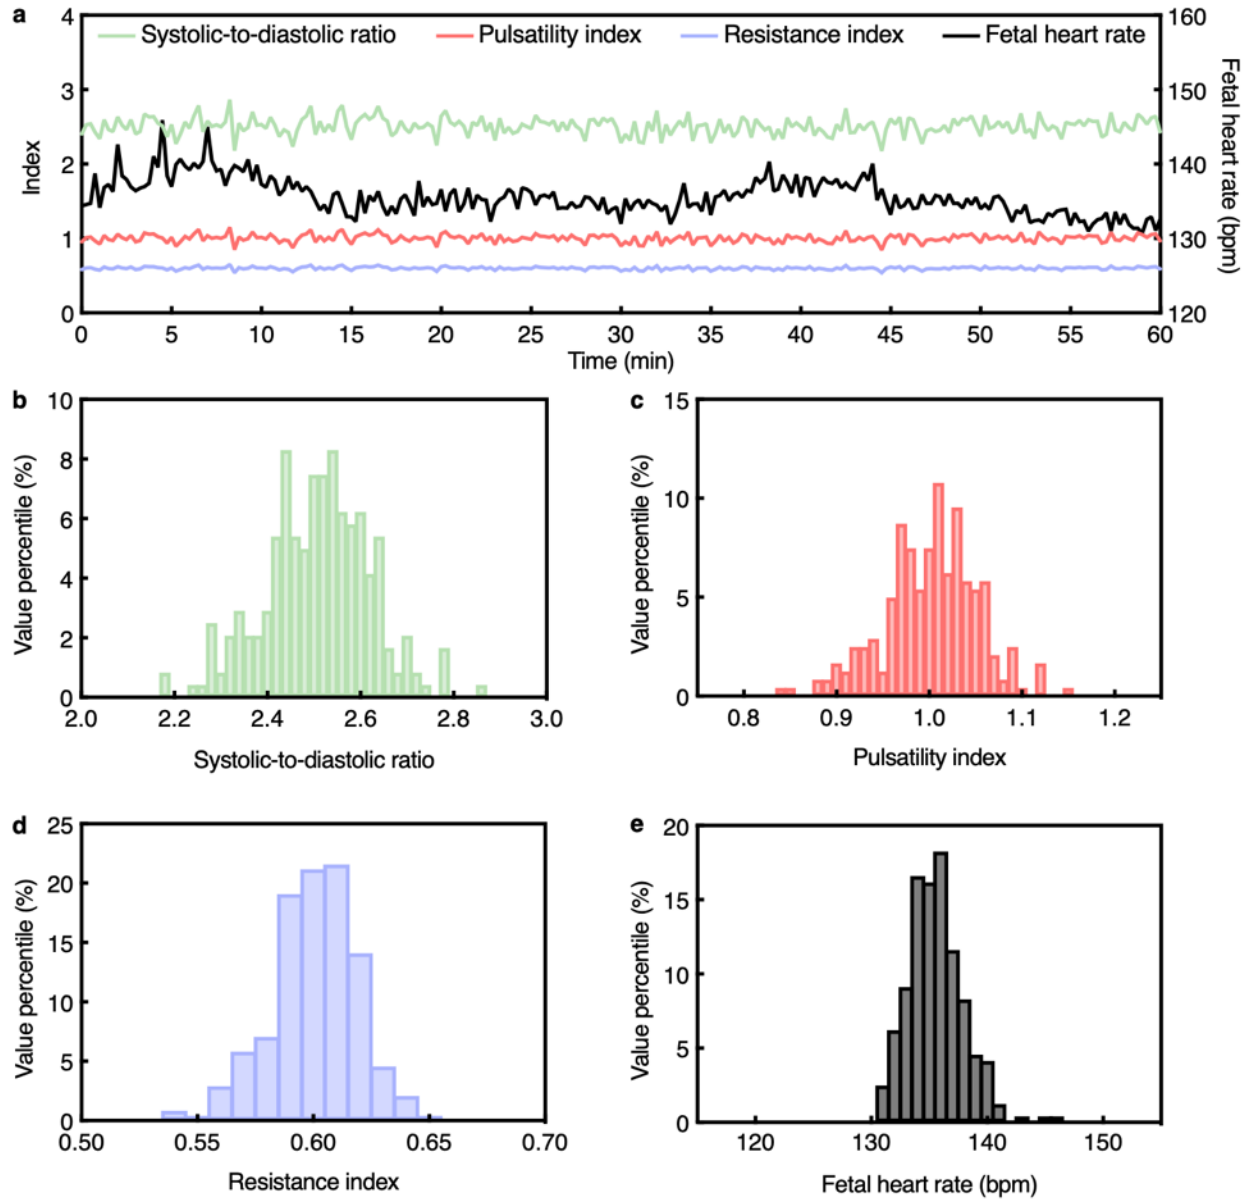 a
Systolic-to-diastolic ratio Pulsatility index Resistance index Fetal heart rate
4
3
2
1
0
Index
160
150
140
130
120
Fetal heart rate (bpm)
0 5 10 15 20 25 30 35 40 45 50 55 60
Time (min)
b
10
8
6
4
2
0
Value percentile (%)
2.0 2.2 2.4 2.6 2.8 3.0
Systolic-to-diastolic ratio
c
15
10
5
0
Value percentile (%)
0.8 0.9 1.0 1.1 1.2
Pulsatility index
d
25
20
15
10
5
0
Value percentile (%)
0.50 0.55 0.60 0.65 0.70
Resistance index
e
20
15
10
5
0
Value percentile (%)
120 130 140 150
Fetal heart rate (bpm)